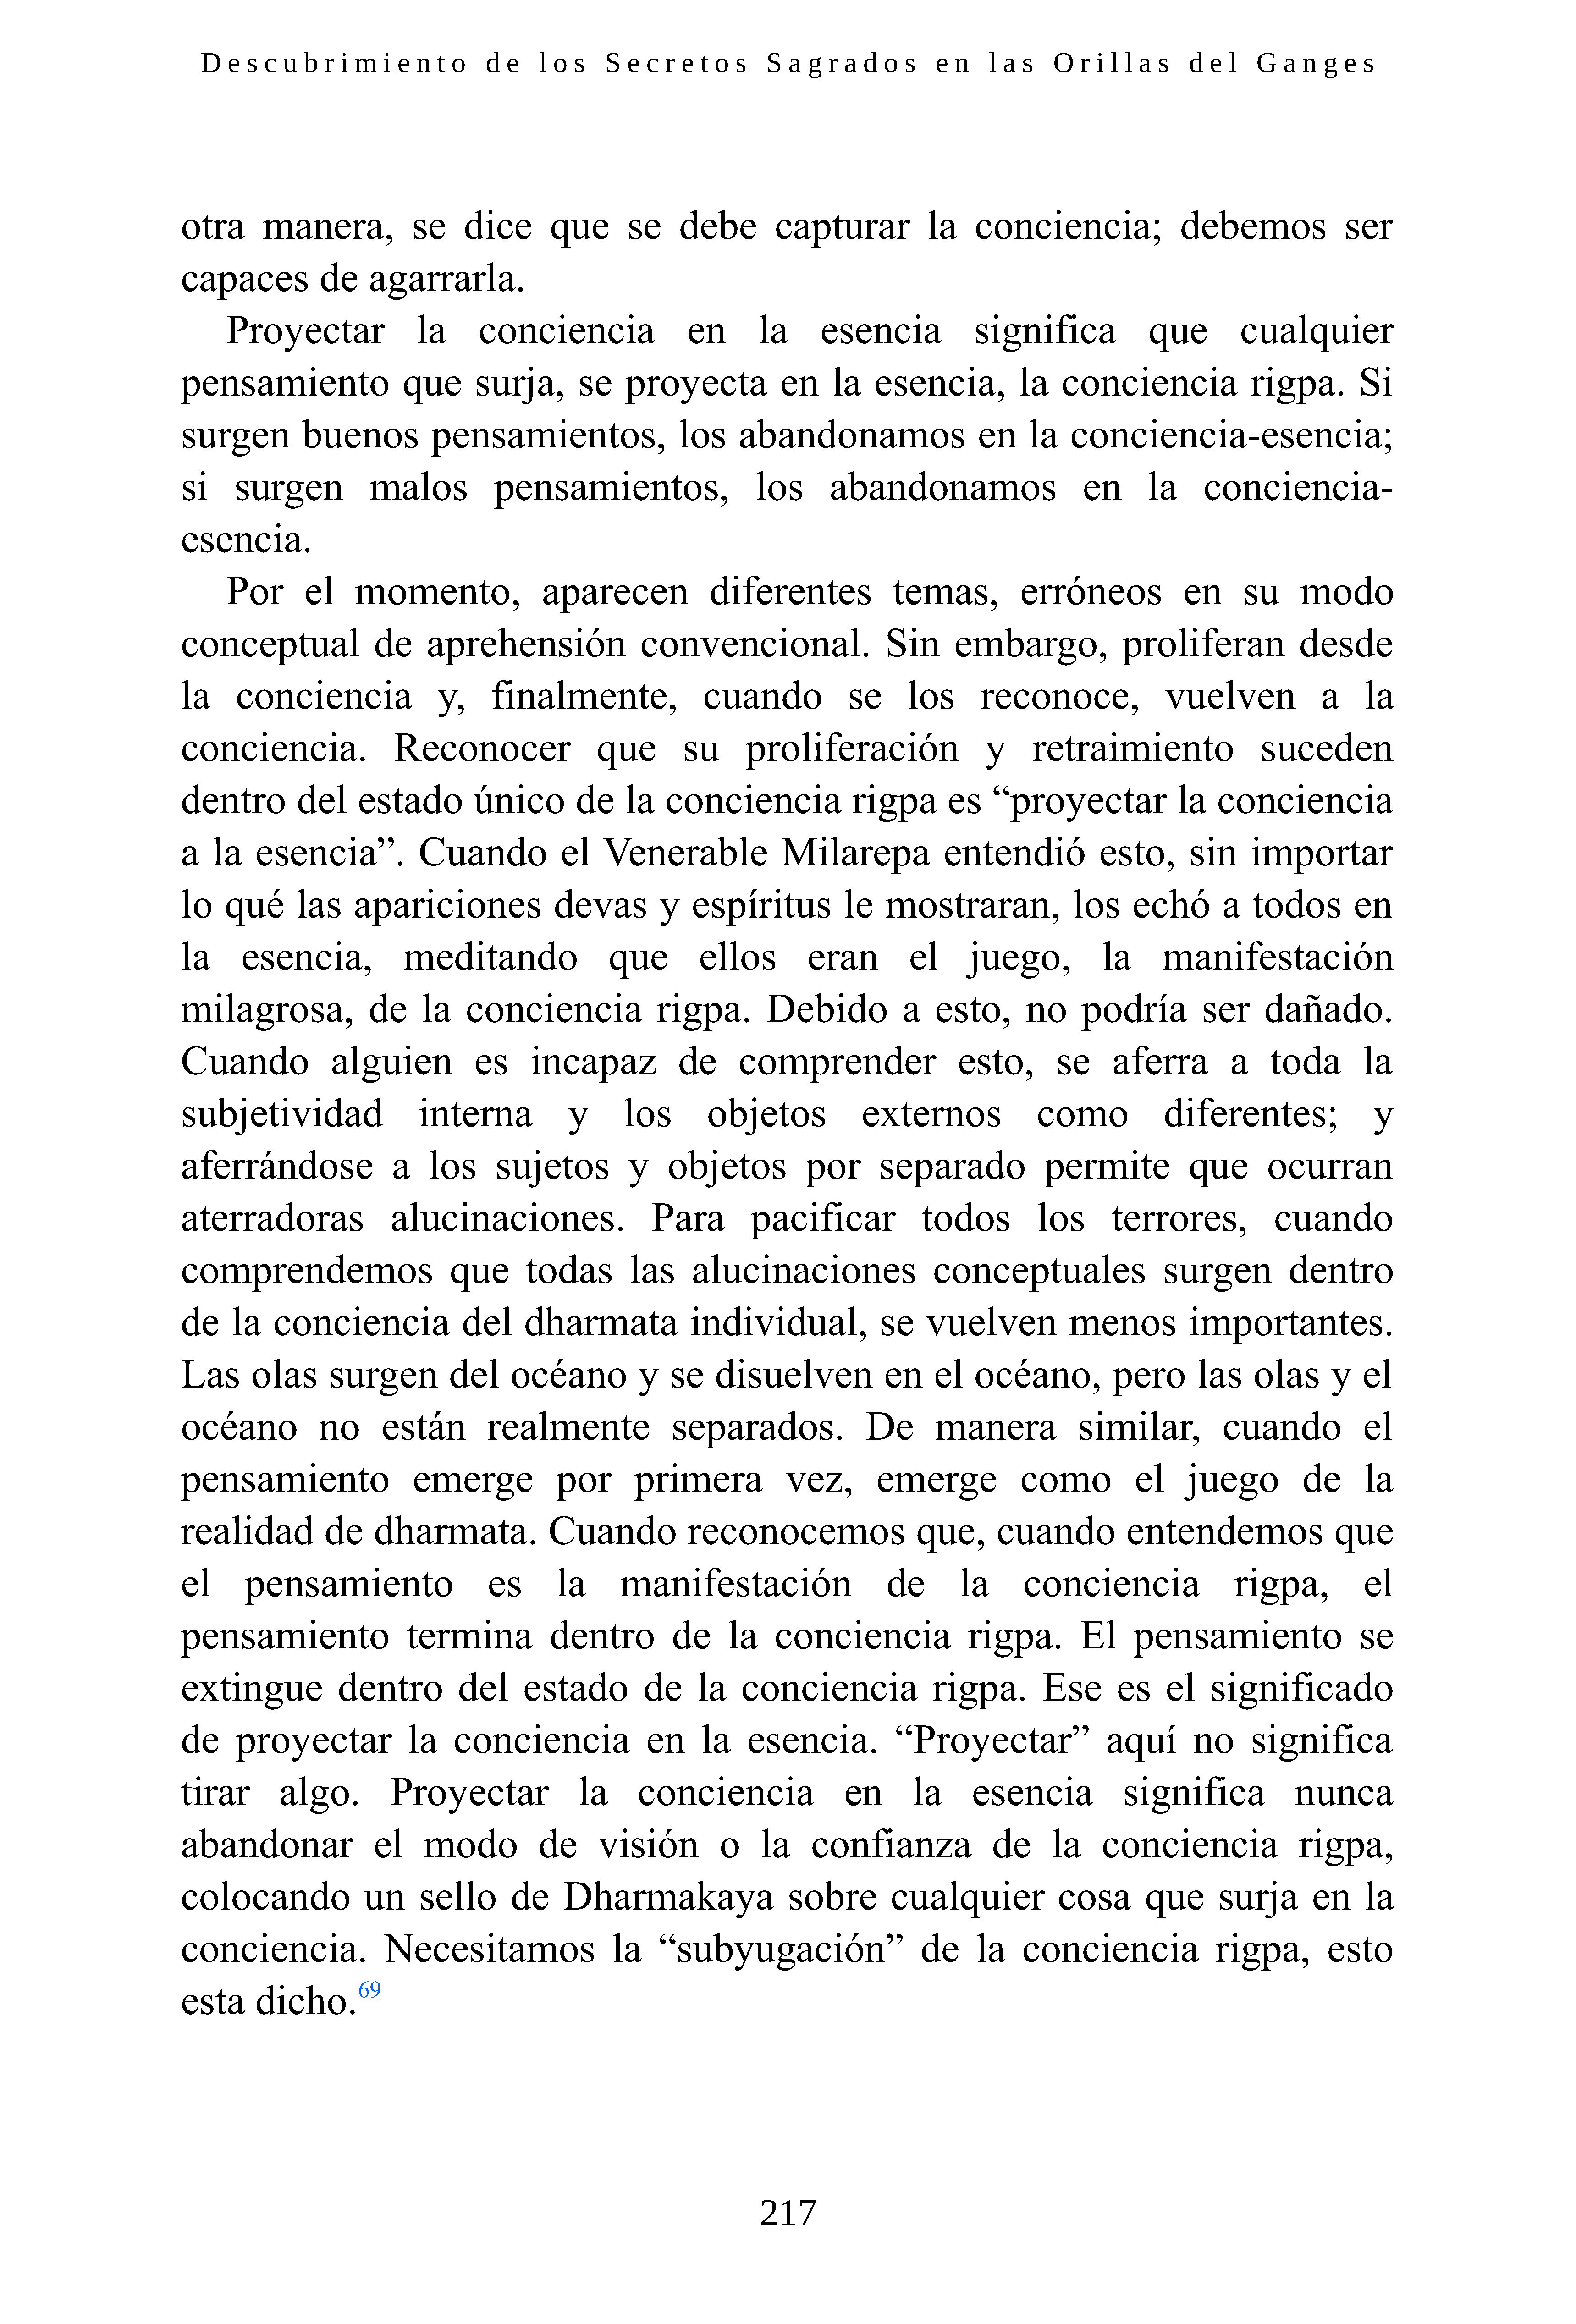 Descubrimiento de los Secretos Sagrados en las Orillas del Ganges
otra manera, se dice que se debe capturar la conciencia; debemos ser
capaces de agarrarla.
Proyectar la conciencia en la esencia significa que cualquier
pensamiento que surja, se proyecta en la esencia, la conciencia rigpa. Si
surgen buenos pensamientos, los abandonamos en la conciencia-esencia;
si surgen malos pensamientos, los abandonamos en la conciencia-
esencia.
Por el momento, aparecen diferentes temas, erróneos en su modo
conceptual de aprehensión convencional. Sin embargo, proliferan desde
la conciencia y, finalmente, cuando se los reconoce, vuelven a la
conciencia. Reconocer que su proliferación y retraimiento suceden
dentro del estado único de la conciencia rigpa es “proyectar la conciencia
a la esencia”. Cuando el Venerable Milarepa entendió esto, sin importar
lo qué las apariciones devas y espíritus le mostraran, los echó a todos en
la esencia, meditando que ellos eran el juego, la manifestación
milagrosa, de la conciencia rigpa. Debido a esto, no podría ser dañado.
Cuando alguien es incapaz de comprender esto, se aferra a toda la
subjetividad interna y los objetos externos como diferentes; y
aferrándose a los sujetos y objetos por separado permite que ocurran
aterradoras alucinaciones. Para pacificar todos los terrores, cuando
comprendemos que todas las alucinaciones conceptuales surgen dentro
de la conciencia del dharmata individual, se vuelven menos importantes.
Las olas surgen del océano y se disuelven en el océano, pero las olas y el
océano no están realmente separados. De manera similar, cuando el
pensamiento emerge por primera vez, emerge como el juego de la
realidad de dharmata. Cuando reconocemos que, cuando entendemos que
el pensamiento es la manifestación de la conciencia rigpa, el
pensamiento termina dentro de la conciencia rigpa. El pensamiento se
extingue dentro del estado de la conciencia rigpa. Ese es el significado
de proyectar la conciencia en la esencia. “Proyectar” aquí no significa
tirar algo. Proyectar la conciencia en la esencia significa nunca
abandonar el modo de visión o la confianza de la conciencia rigpa,
colocando un sello de Dharmakaya sobre cualquier cosa que surja en la
conciencia. Necesitamos la “subyugación” de la conciencia rigpa, esto
esta dicho.69
217